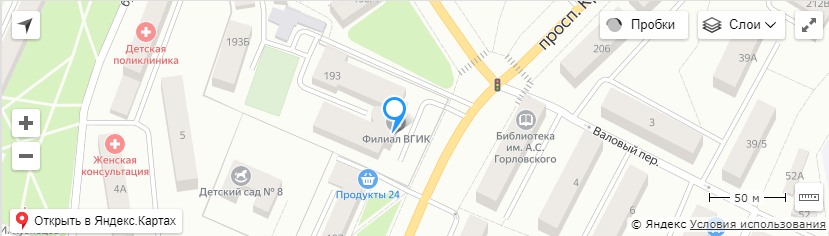 212В
193Б
Детская
поликлиника
просп. К
Пробки
Слои
206
39А
193
Филиал ВГИК
Библиотека
им. А.С.
Горловского
Валовый пер.
3
39/5
5
Женская
консультация
4А
Детский сад № 8
Продукты 24
6
4
52А
52
50 м
Открыть в Яндекс.Картах
© Яндекс Условия использования